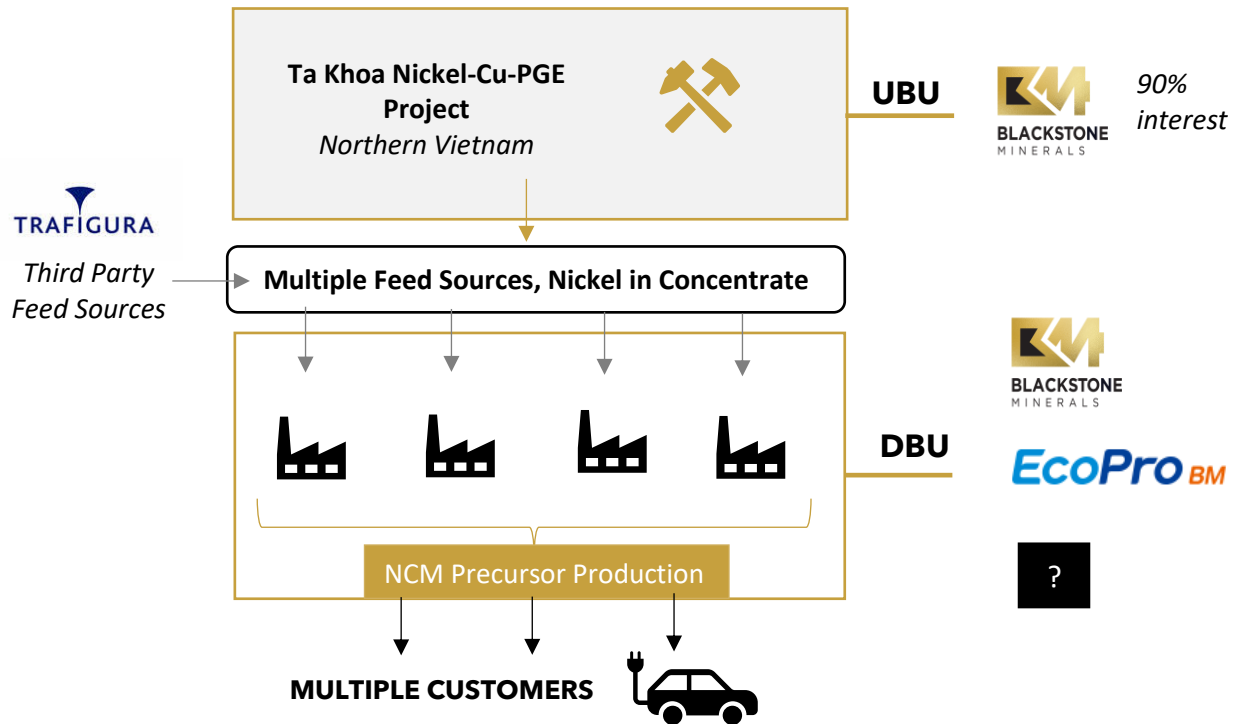 Ta Khoa Nickel-Cu-PGE
Project
Northern Vietnam
UBU
BLACKSTONE
MINERALS
90%
interest
TRAFIGURA
Third Party
Feed Sources
Multiple Feed Sources, Nickel in Concentrate
BLACKSTONE
MINERALS
DBU
EcoPro BM
NCM Precursor Production
?
MULTIPLE CUSTOMERS